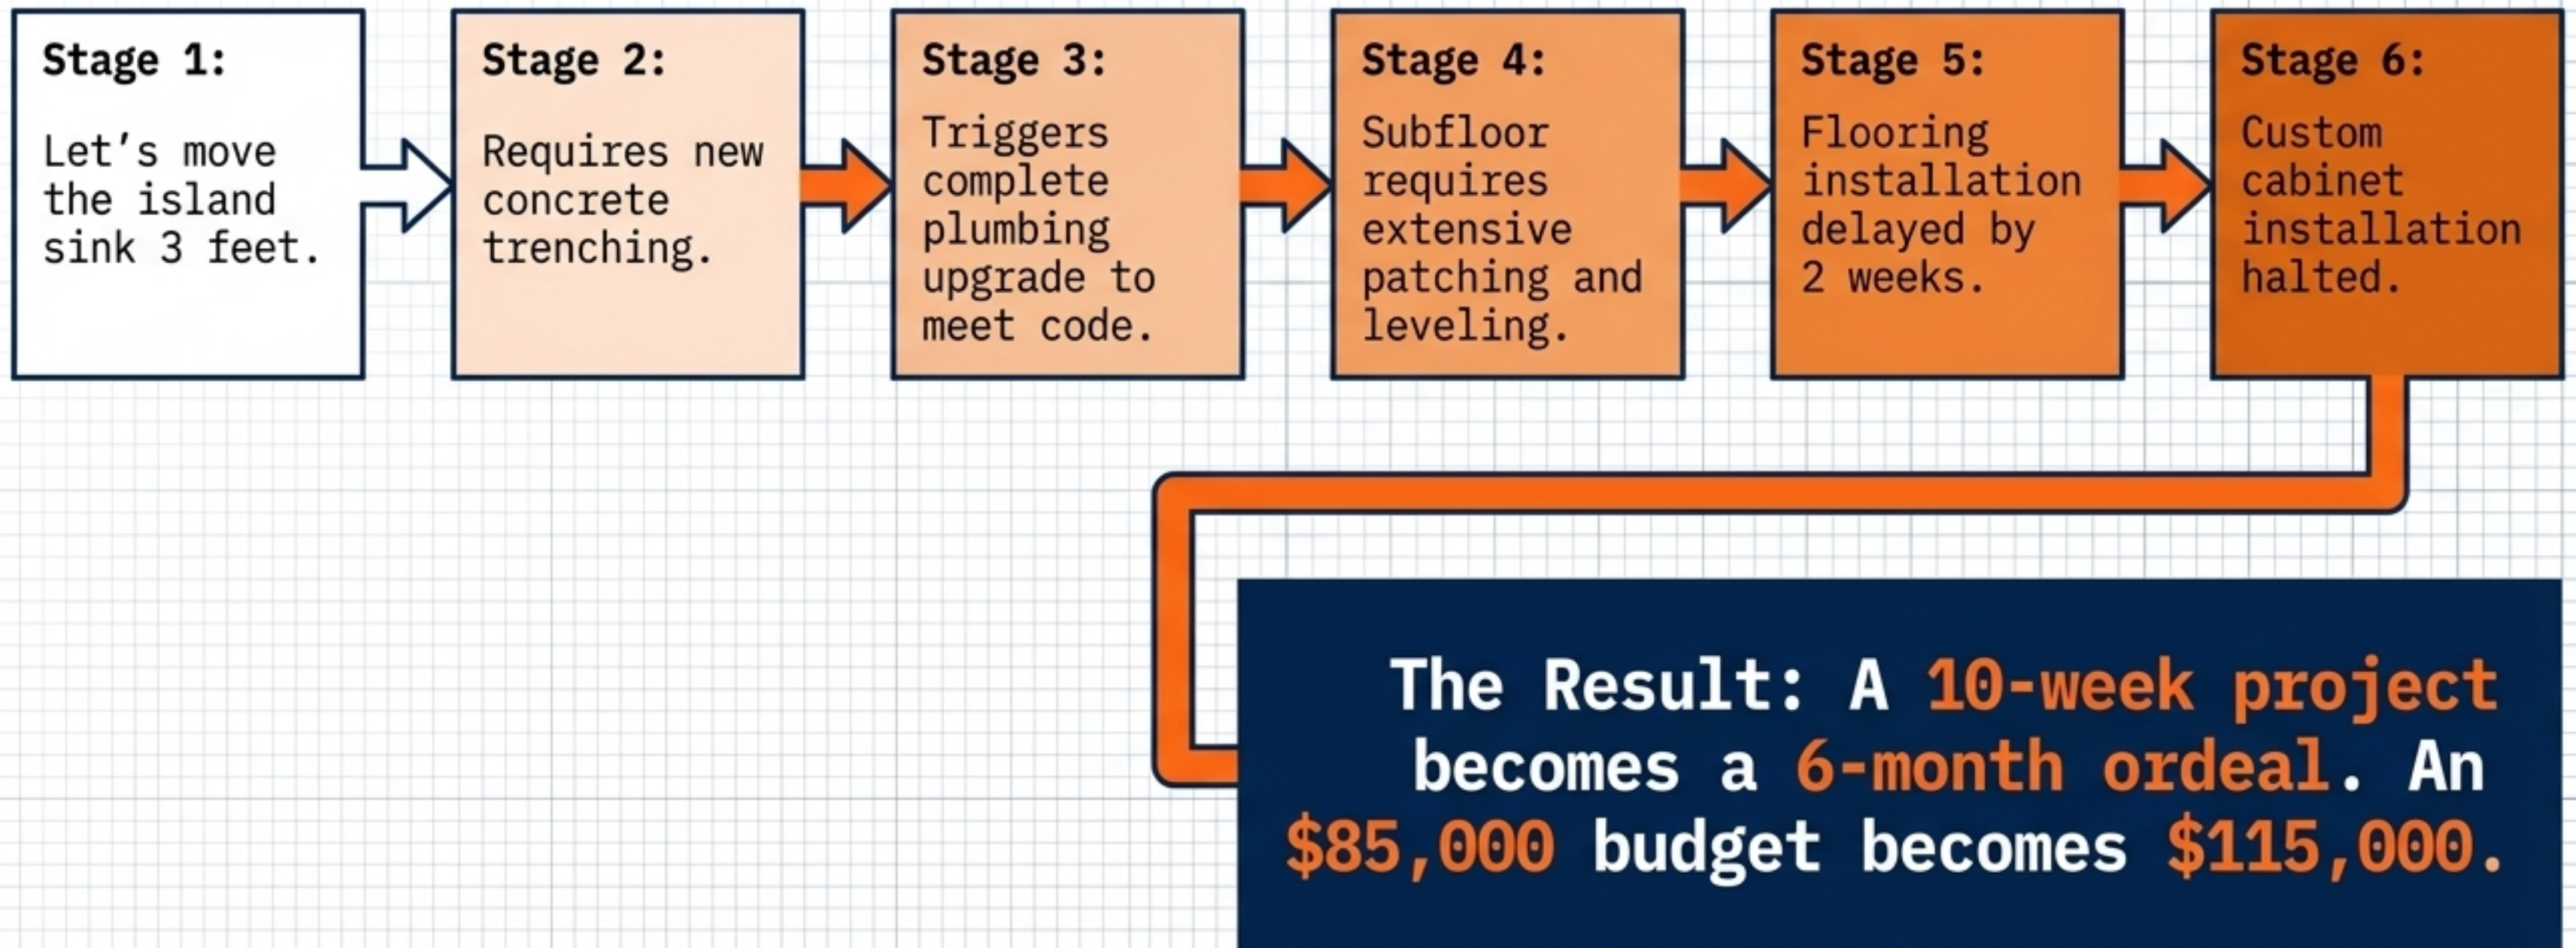 Stage 1:
Let’s move
the island
sink 3 feet.
Stage 2:
Requires new
concrete
trenching.
Stage 3:
Triggers
complete
plumbing
upgrade to
meet code.
Stage 4:
Subfloor
requires
extensive
patching and
leveling.
Stage 5:
Flooring
installation
delayed by
2 weeks.
Stage 6:
Custom
cabinet
installation
halted.
The Result: A 10-week project
becomes a 6-month ordeal. An
$85,000 budget becomes $115,000.